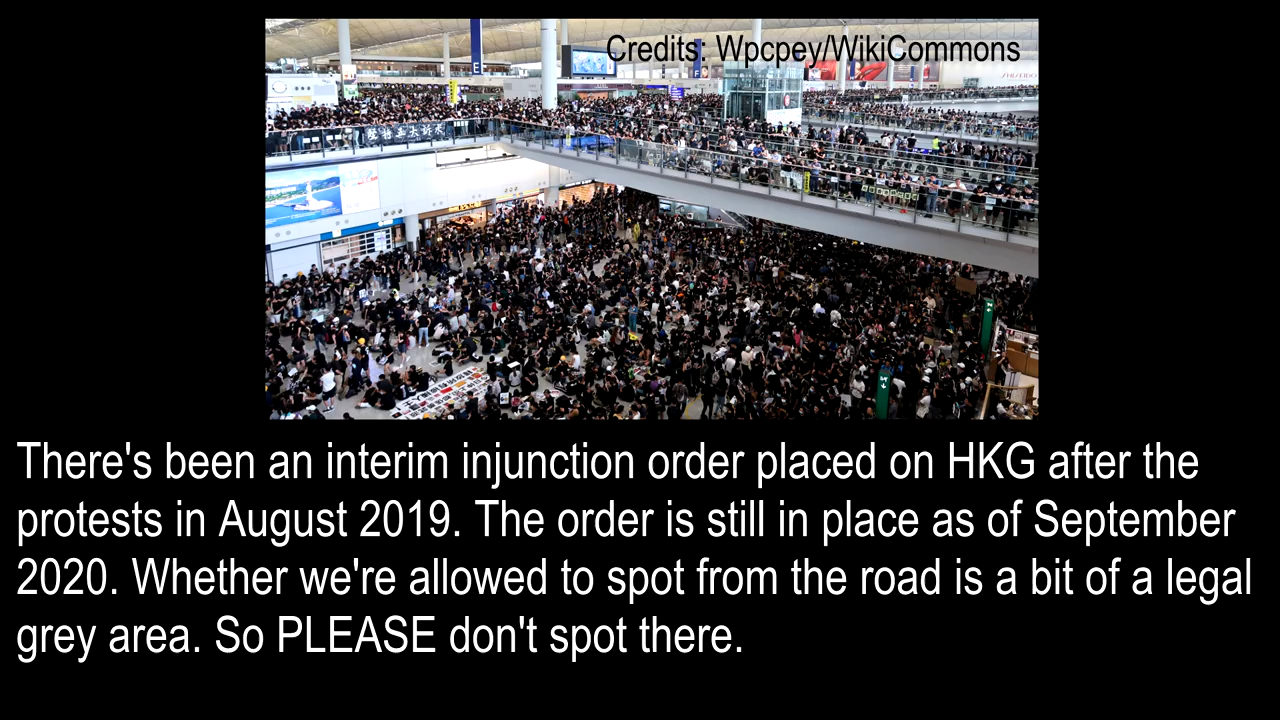 Credits: Wpcpey/WikiCommons
E
F
SHISEIDO
There's been an interim injunction order placed on HKG after the
protests in August 2019. The order is still in place as of September
2020. Whether we're allowed to spot from the road is a bit of a legal
grey area. So PLEASE don't spot there.